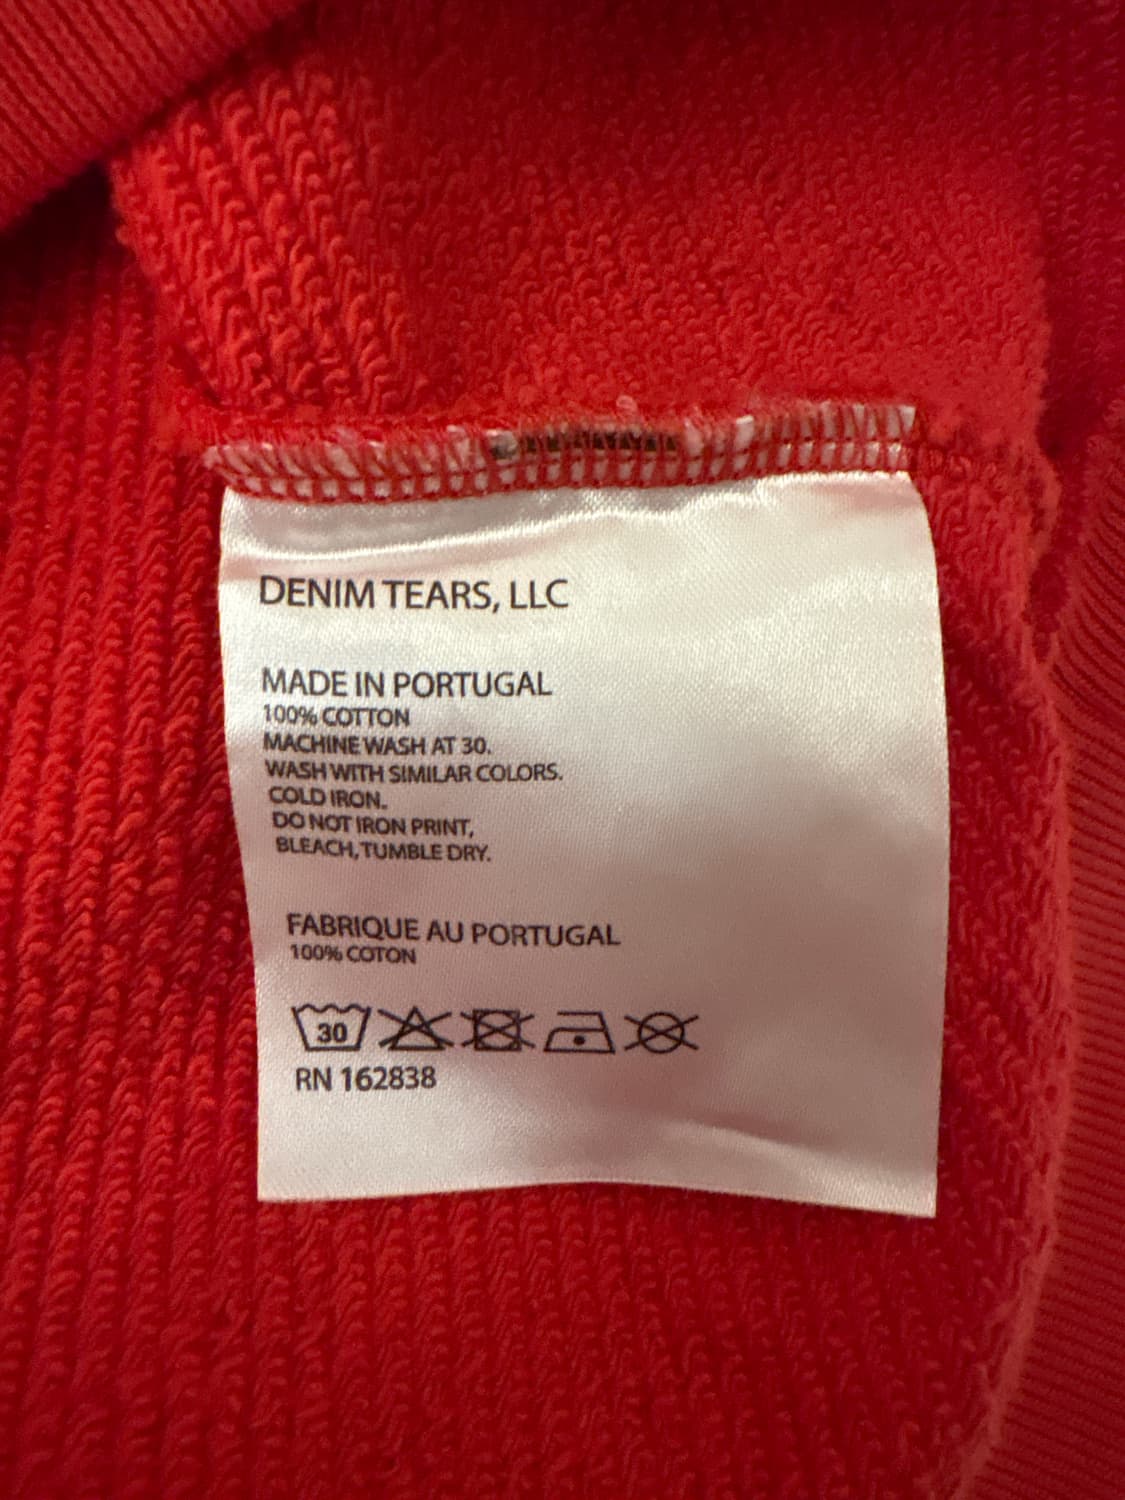 DENIM TEARS, LLC
MADE IN PORTUGAL
100% COTTON
MACHINE WASH AT 30.
WASH WITH SIMILAR COLORS.
COLD IRON.
DO NOT IRON PRINT,
BLEACH, TUMBLE DRY.
FABRIQUE AU PORTUGAL
100% COTON
30
RN 162838